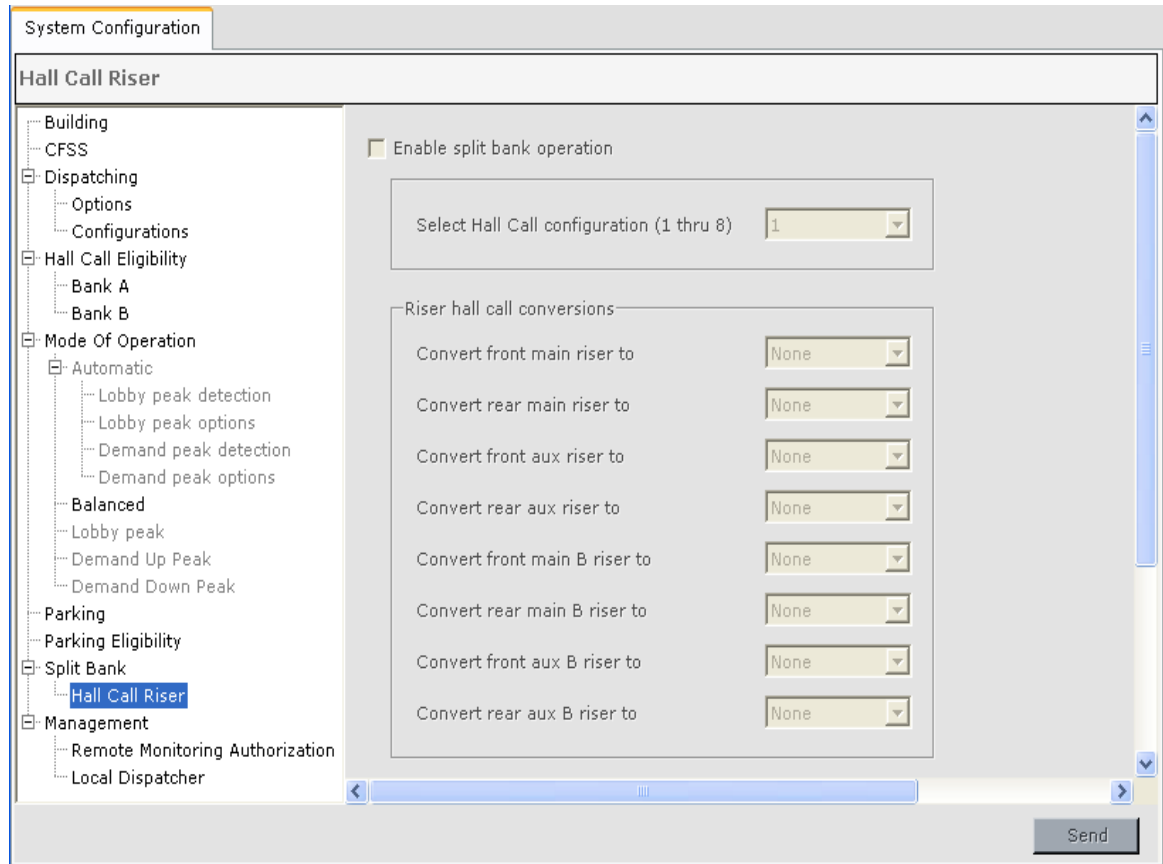 System Configuration
Hall Call Riser
Building
CFSS
Dispatching
Options
Configurations
Hall Call Eligibility
Bank A
Bank B
Mode Of Operation
Automatic
Lobby peak detection
Lobby peak options
Demand peak detection
Demand peak options
Balanced
Lobby peak
Demand Up Peak
Demand Down Peak
Parking
Parking Eligibility
Split Bank
Hall Call Riser
Management
Remote Monitoring Authorization
Local Dispatcher
Enable split bank operation
Select Hall Call configuration (1 thru 8) 1
Riser hall call conversions
Convert front main riser to None
Convert rear main riser to None
Convert front aux riser to None
Convert rear aux riser to None
Convert front main B riser to None
Convert rear main B riser to None
Convert front aux B riser to None
Convert rear aux B riser to None
Send